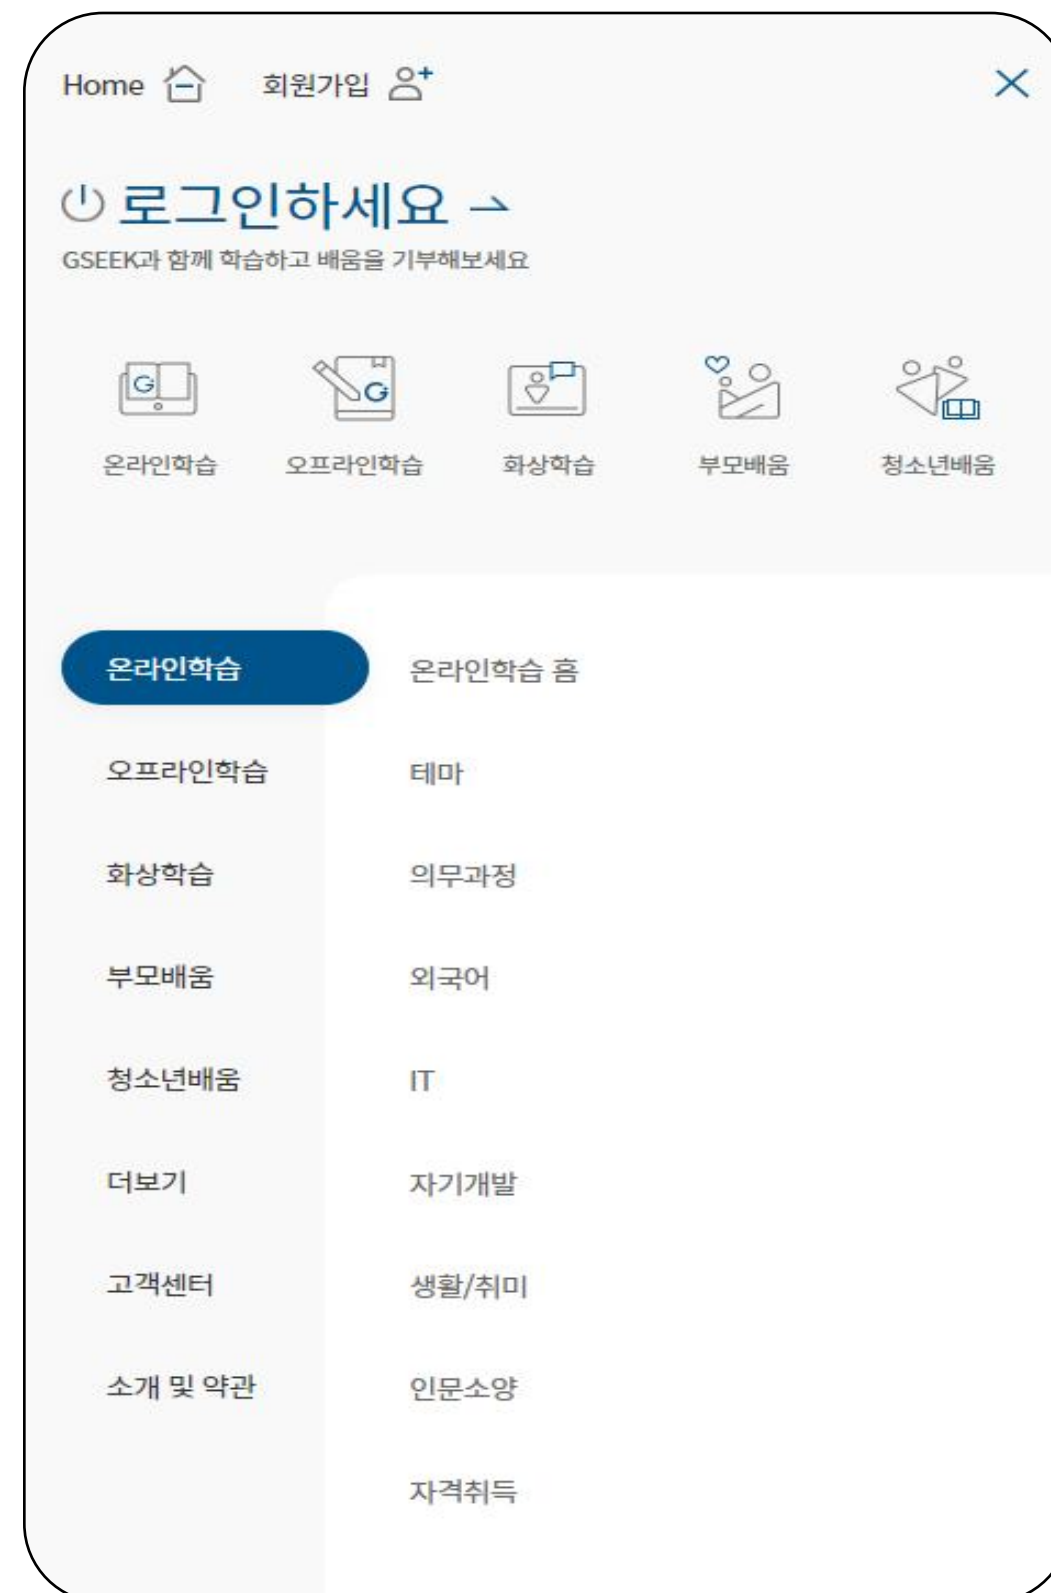 Home 회원가입
로그인하세요
GSEEK과 함께 학습하고 배움을 기부해보세요
온라인학습 오프라인학습 화상학습 부모배움 청소년배움
온라인학습 온라인학습 홈
오프라인학습 테마
화상학습 의무과정
부모배움 외국어
청소년배움 IT
더보기 자기개발
고객센터 생활/취미
소개 및 약관 인문소양
자격취득